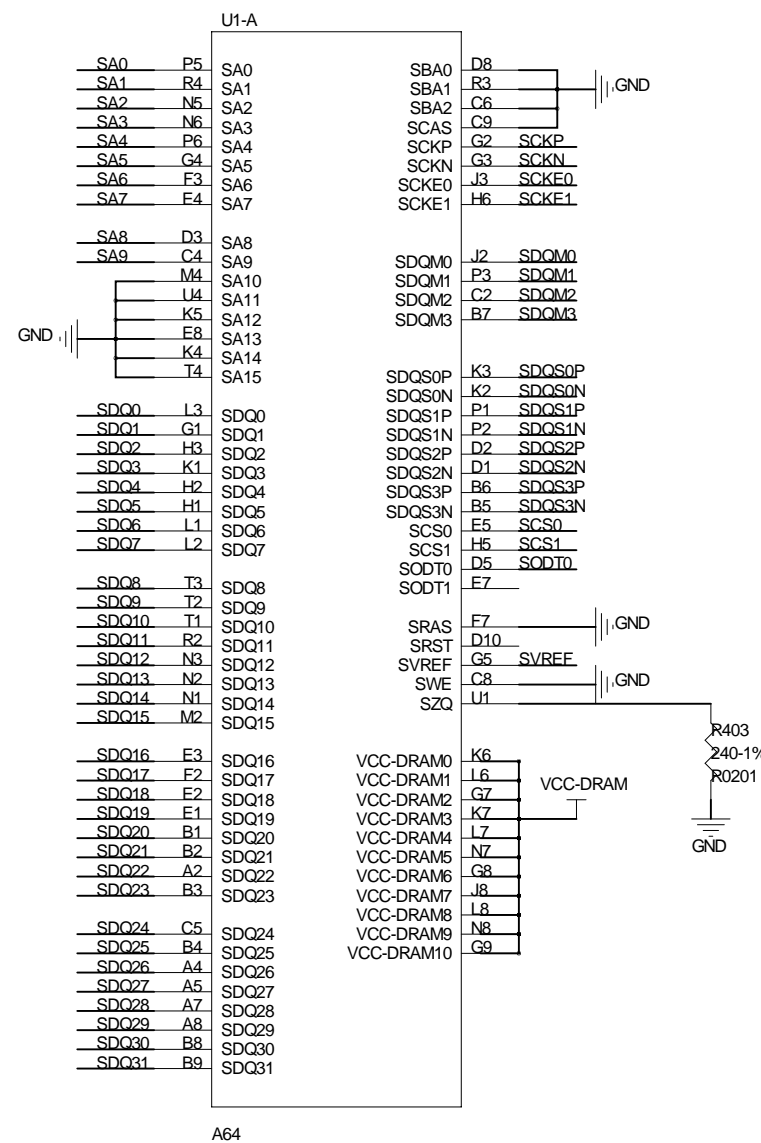 U1-A
SA0 P5 SA0
SA1 R4 SA1
SA2 N5 SA2
SA3 N6 SA3
SA4 P6 SA4
SA5 G4 SA5
SA6 F3 SA6
SA7 E4 SA7
SA8 D3 SA8
SA9 C4 SA9
M4 SA10
U4 SA11
K5 SA12
GND E8 SA13
K4 SA14
T4 SA15
SDQ0 L3 SDQ0
SDQ1 G1 SDQ1
SDQ2 H3 SDQ2
SDQ3 K1 SDQ3
SDQ4 H2 SDQ4
SDQ5 H1 SDQ5
SDQ6 L1 SDQ6
SDQ7 L2 SDQ7
SDQ8 T3 SDQ8
SDQ9 T2 SDQ9
SDQ10 T1 SDQ10
SDQ11 R2 SDQ11
SDQ12 N3 SDQ12
SDQ13 N2 SDQ13
SDQ14 N1 SDQ14
SDQ15 M2 SDQ15
SDQ16 E3 SDQ16
SDQ17 F2 SDQ17
SDQ18 E2 SDQ18
SDQ19 E1 SDQ19
SDQ20 B1 SDQ20
SDQ21 B2 SDQ21
SDQ22 A2 SDQ22
SDQ23 B3 SDQ23
SDQ24 C5 SDQ24
SDQ25 B4 SDQ25
SDQ26 A4 SDQ26
SDQ27 A5 SDQ27
SDQ28 A7 SDQ28
SDQ29 A8 SDQ29
SDQ30 B8 SDQ30
SDQ31 B9 SDQ31
SBA0 D8
SBA1 R3 GND
SBA2 C6
SCAS C9
SCKP G2 SCKP
SCKN G3 SCKN
SCKE0 J3 SCKE0
SCKE1 H6 SCKE1
SDQM0 J2 SDQM0
SDQM1 P3 SDQM1
SDQM2 C2 SDQM2
SDQM3 B7 SDQM3
SDQS0P K3 SDQS0P
SDQS0N K2 SDQS0N
SDQS1P P1 SDQS1P
SDQS1N P2 SDQS1N
SDQS2P D2 SDQS2P
SDQS2N D1 SDQS2N
SDQS3P B6 SDQS3P
SDQS3N B5 SDQS3N
SCS0 E5 SCS0
SCS1 H5 SCS1
SODT0 D5 SODT0
SODT1 E7
SRAS F7 GND
SRST D10
SVREF G5 SVREF
SWE C8 GND
SZQ U1
R403
240-1%
R0201
GND
VCC-DRAM0 K6
VCC-DRAM1 L6
VCC-DRAM
VCC-DRAM2 G7
VCC-DRAM3 K7
VCC-DRAM4 L7
VCC-DRAM5 N7
VCC-DRAM6 G8
VCC-DRAM7 J8
VCC-DRAM8 L8
VCC-DRAM9 N8
VCC-DRAM10 G9
A64